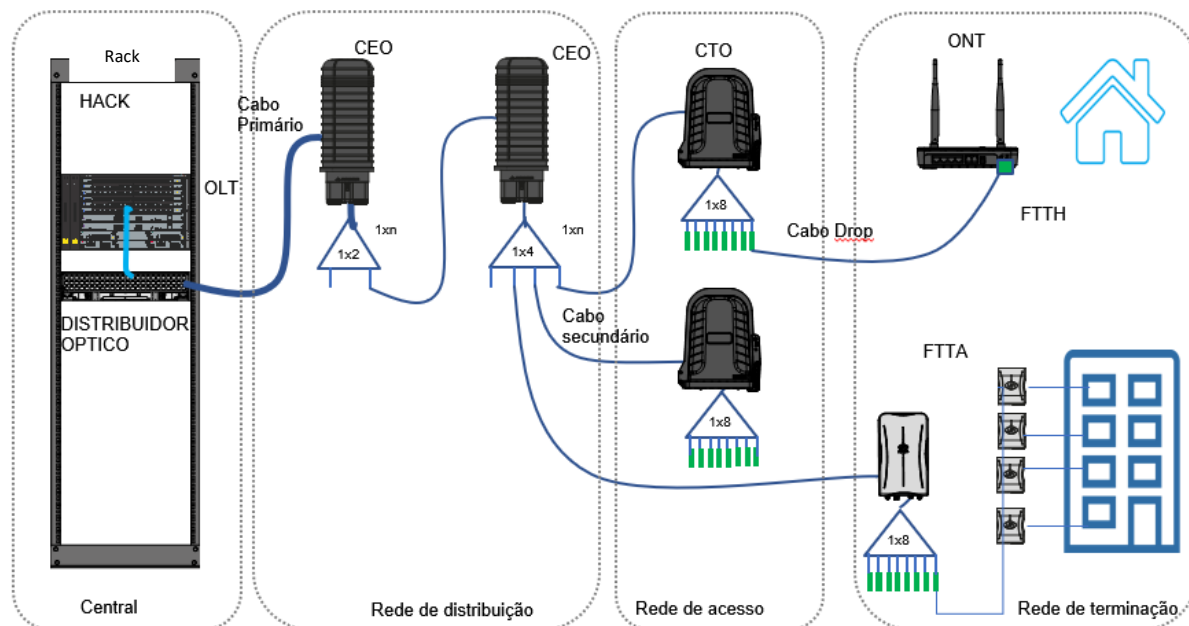 Rack
HACK
OLT
DISTRIBUIDOR
OPTICO
Central
CEO
Cabo
Primário
1xn
1x2
CEO
1xn
1x4
Cabo
secundário
Rede de distribuição
CTO
1x8
1x8
Rede de acesso
Cabo Drop
ONT
FTTH
FTTA
1x8
Rede de terminação